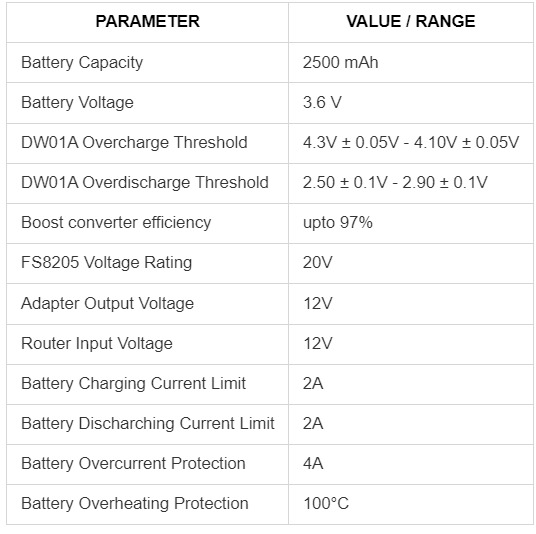 PARAMETER VALUE / RANGE
Battery Capacity 2500 mAh
Battery Voltage 3.6 V
DW01A Overcharge Threshold 4.3V ± 0.05V - 4.10V ± 0.05V
DW01A Overdischarge Threshold 2.50 ± 0.1V - 2.90 ± 0.1V
Boost converter efficiency upto 97%
FS8205 Voltage Rating 20V
Adapter Output Voltage 12V
Router Input Voltage 12V
Battery Charging Current Limit 2A
Battery Discharching Current Limit 2A
Battery Overcurrent Protection 4A
Battery Overheating Protection 100°C